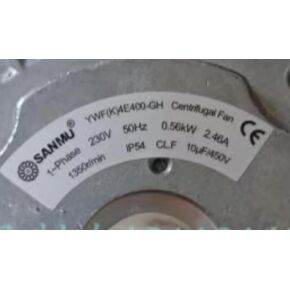 SANMU
YWF(K)4E400-GH Centrifugal Fan
1~Phase 230V 50Hz 0.56kW 2.46A
1350r/min IP54 CLF 10μF/450V
CE